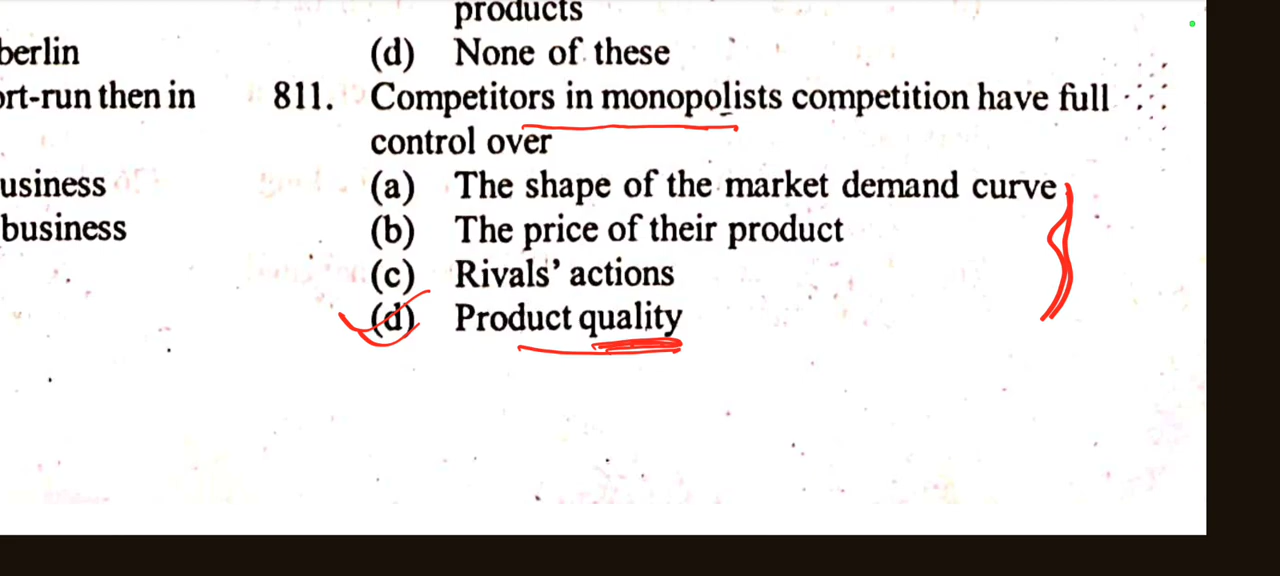 products
berlin
(d) None of these
ort-run then in
811. Competitors in monopolists competition have full
control over
usiness
(a) The shape of the market demand curve
business
(b) The price of their product
(c) Rivals' actions
(d) Product quality